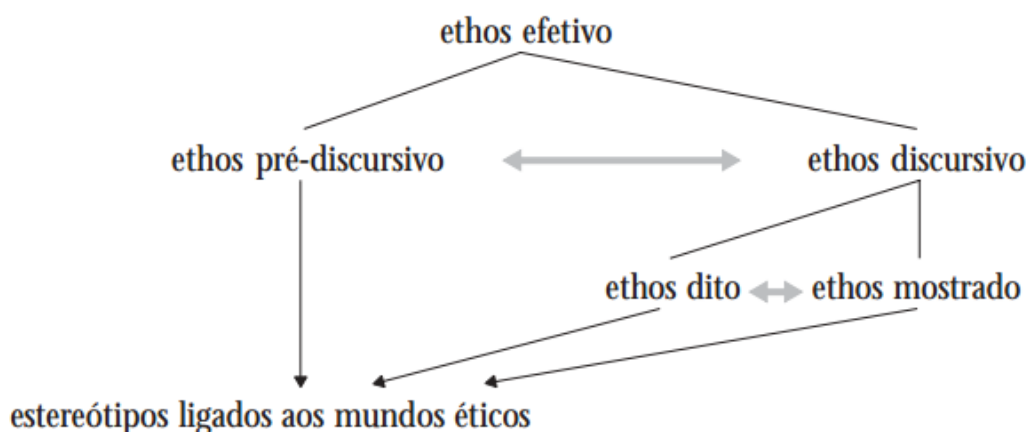 ethos efetivo
ethos pré-discursivo
ethos discursivo
ethos dito
ethos mostrado
estereótipos ligados aos mundos éticos